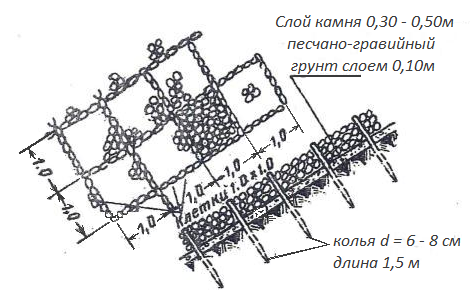 Слой камня 0,30 - 0,50м
песчано-гравийный
грунт слоем 0,10м
1.0
1.0
1,0
1,0
1,0
1,0
клетки 1.0х1.0
колья d = 6 - 8 см
длина 1,5 м